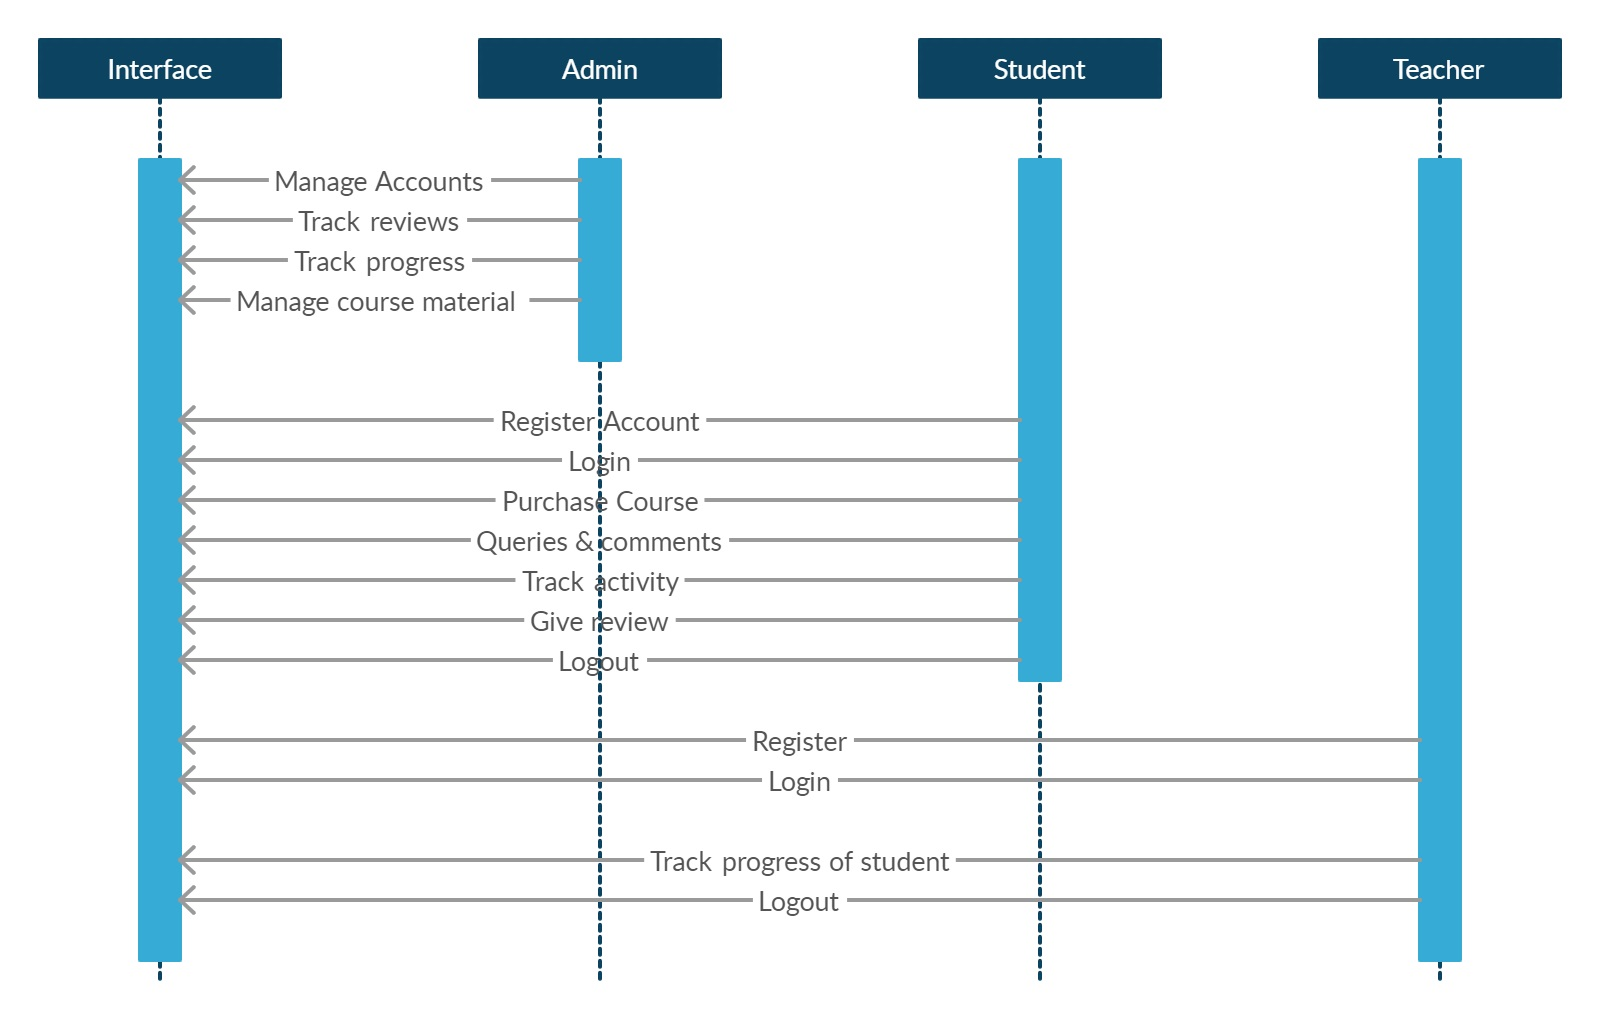 Interface
Admin
Student
Teacher
Manage Accounts
Track reviews
Track progress
Manage course material
Register Account
Login
Purchase Course
Queries & comments
Track activity
Give review
Logout
Register
Login
Track progress of student
Logout